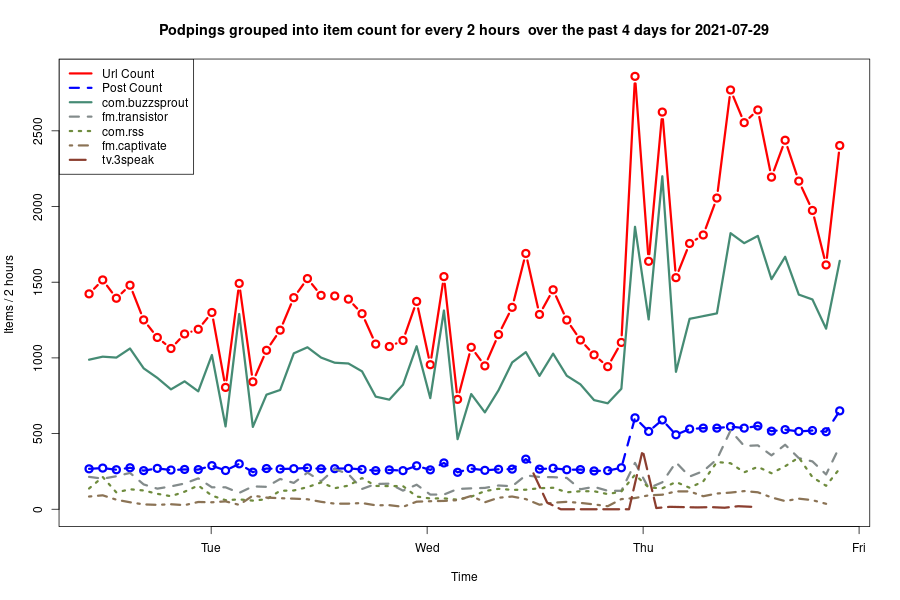 Podpings grouped into item count for every 2 hours  over the past 4 days for 2021-07-29
Url Count
Post Count
com.buzzsprout
fm.transistor
com.rss
fm.captivate
tv.3speak
Items / 2 hours
2500
2000
1500
1000
500
0
Tue
Wed
Thu
Fri
Time